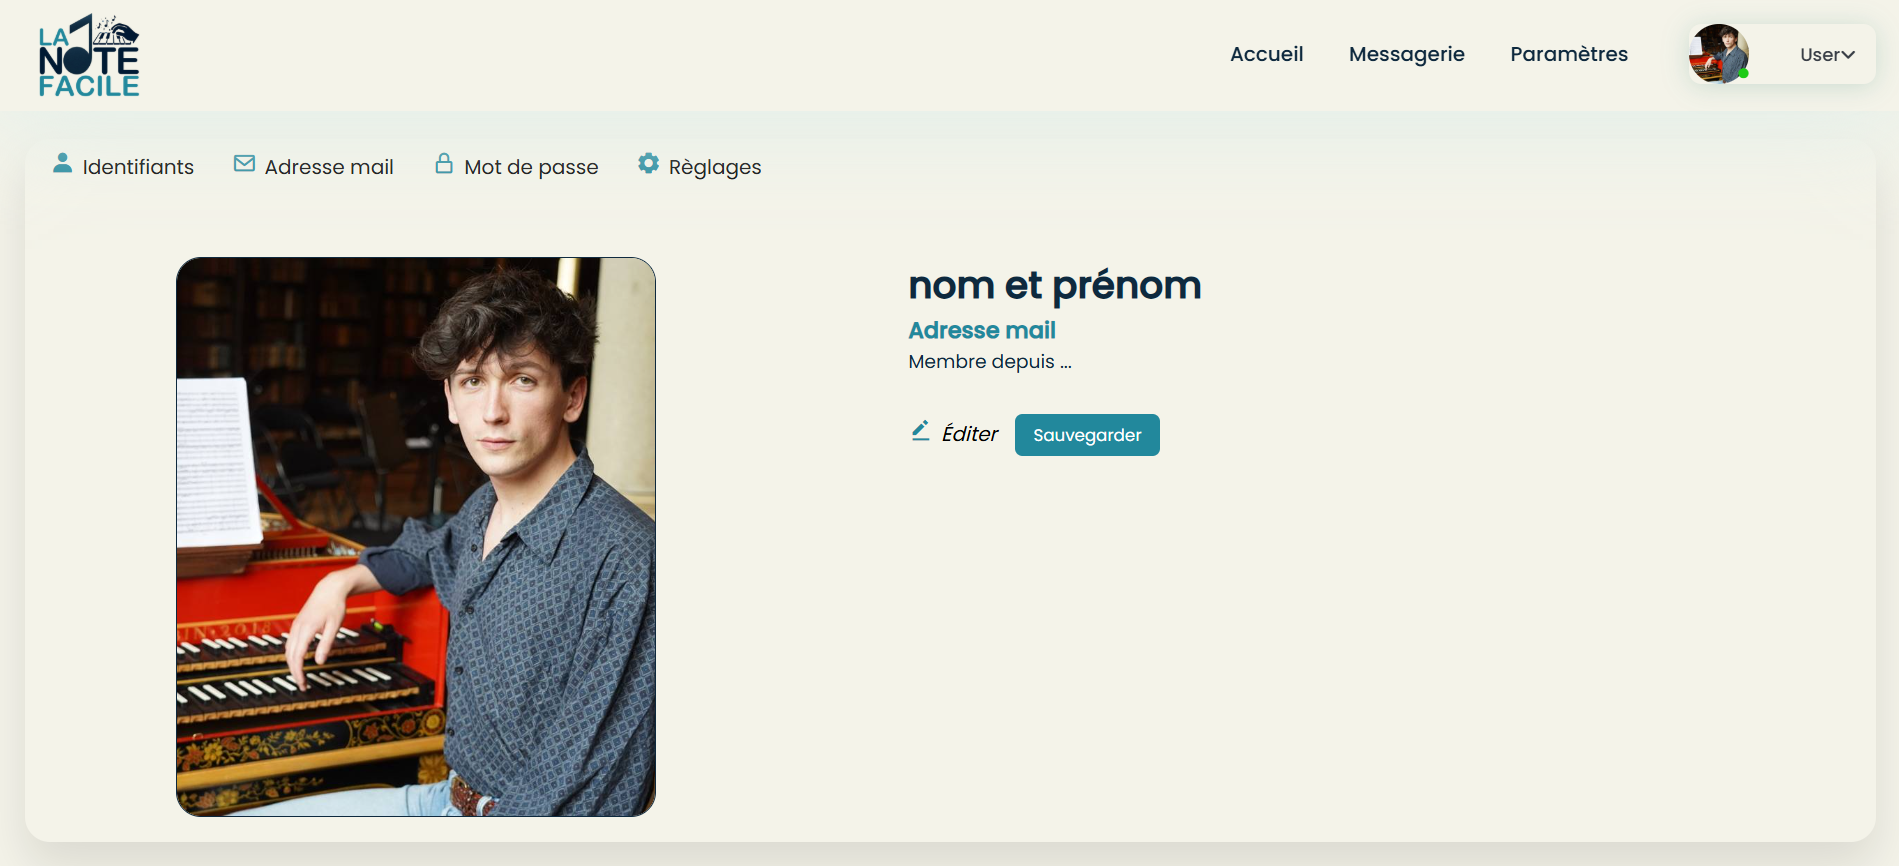 LA
NOTE
FACILE
Accueil
Messagerie
Paramètres
User
Identifiants
Adresse mail
Mot de passe
Règlages
nom et prénom
Adresse mail
Membre depuis ...
Éditer
Sauvegarder